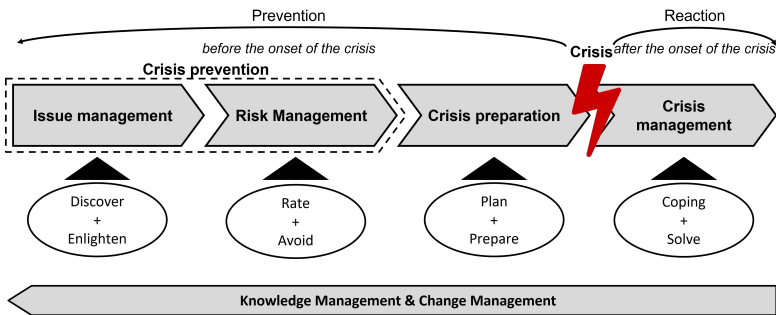 Prevention
Reaction
before the onset of the crisis
Crisis
after the onset of the crisis
Crisis prevention
Issue management
Risk Management
Crisis preparation
Crisis
management
Discover
+
Enlighten
Rate
+
Avoid
Plan
+
Prepare
Coping
+
Solve
Knowledge Management & Change Management